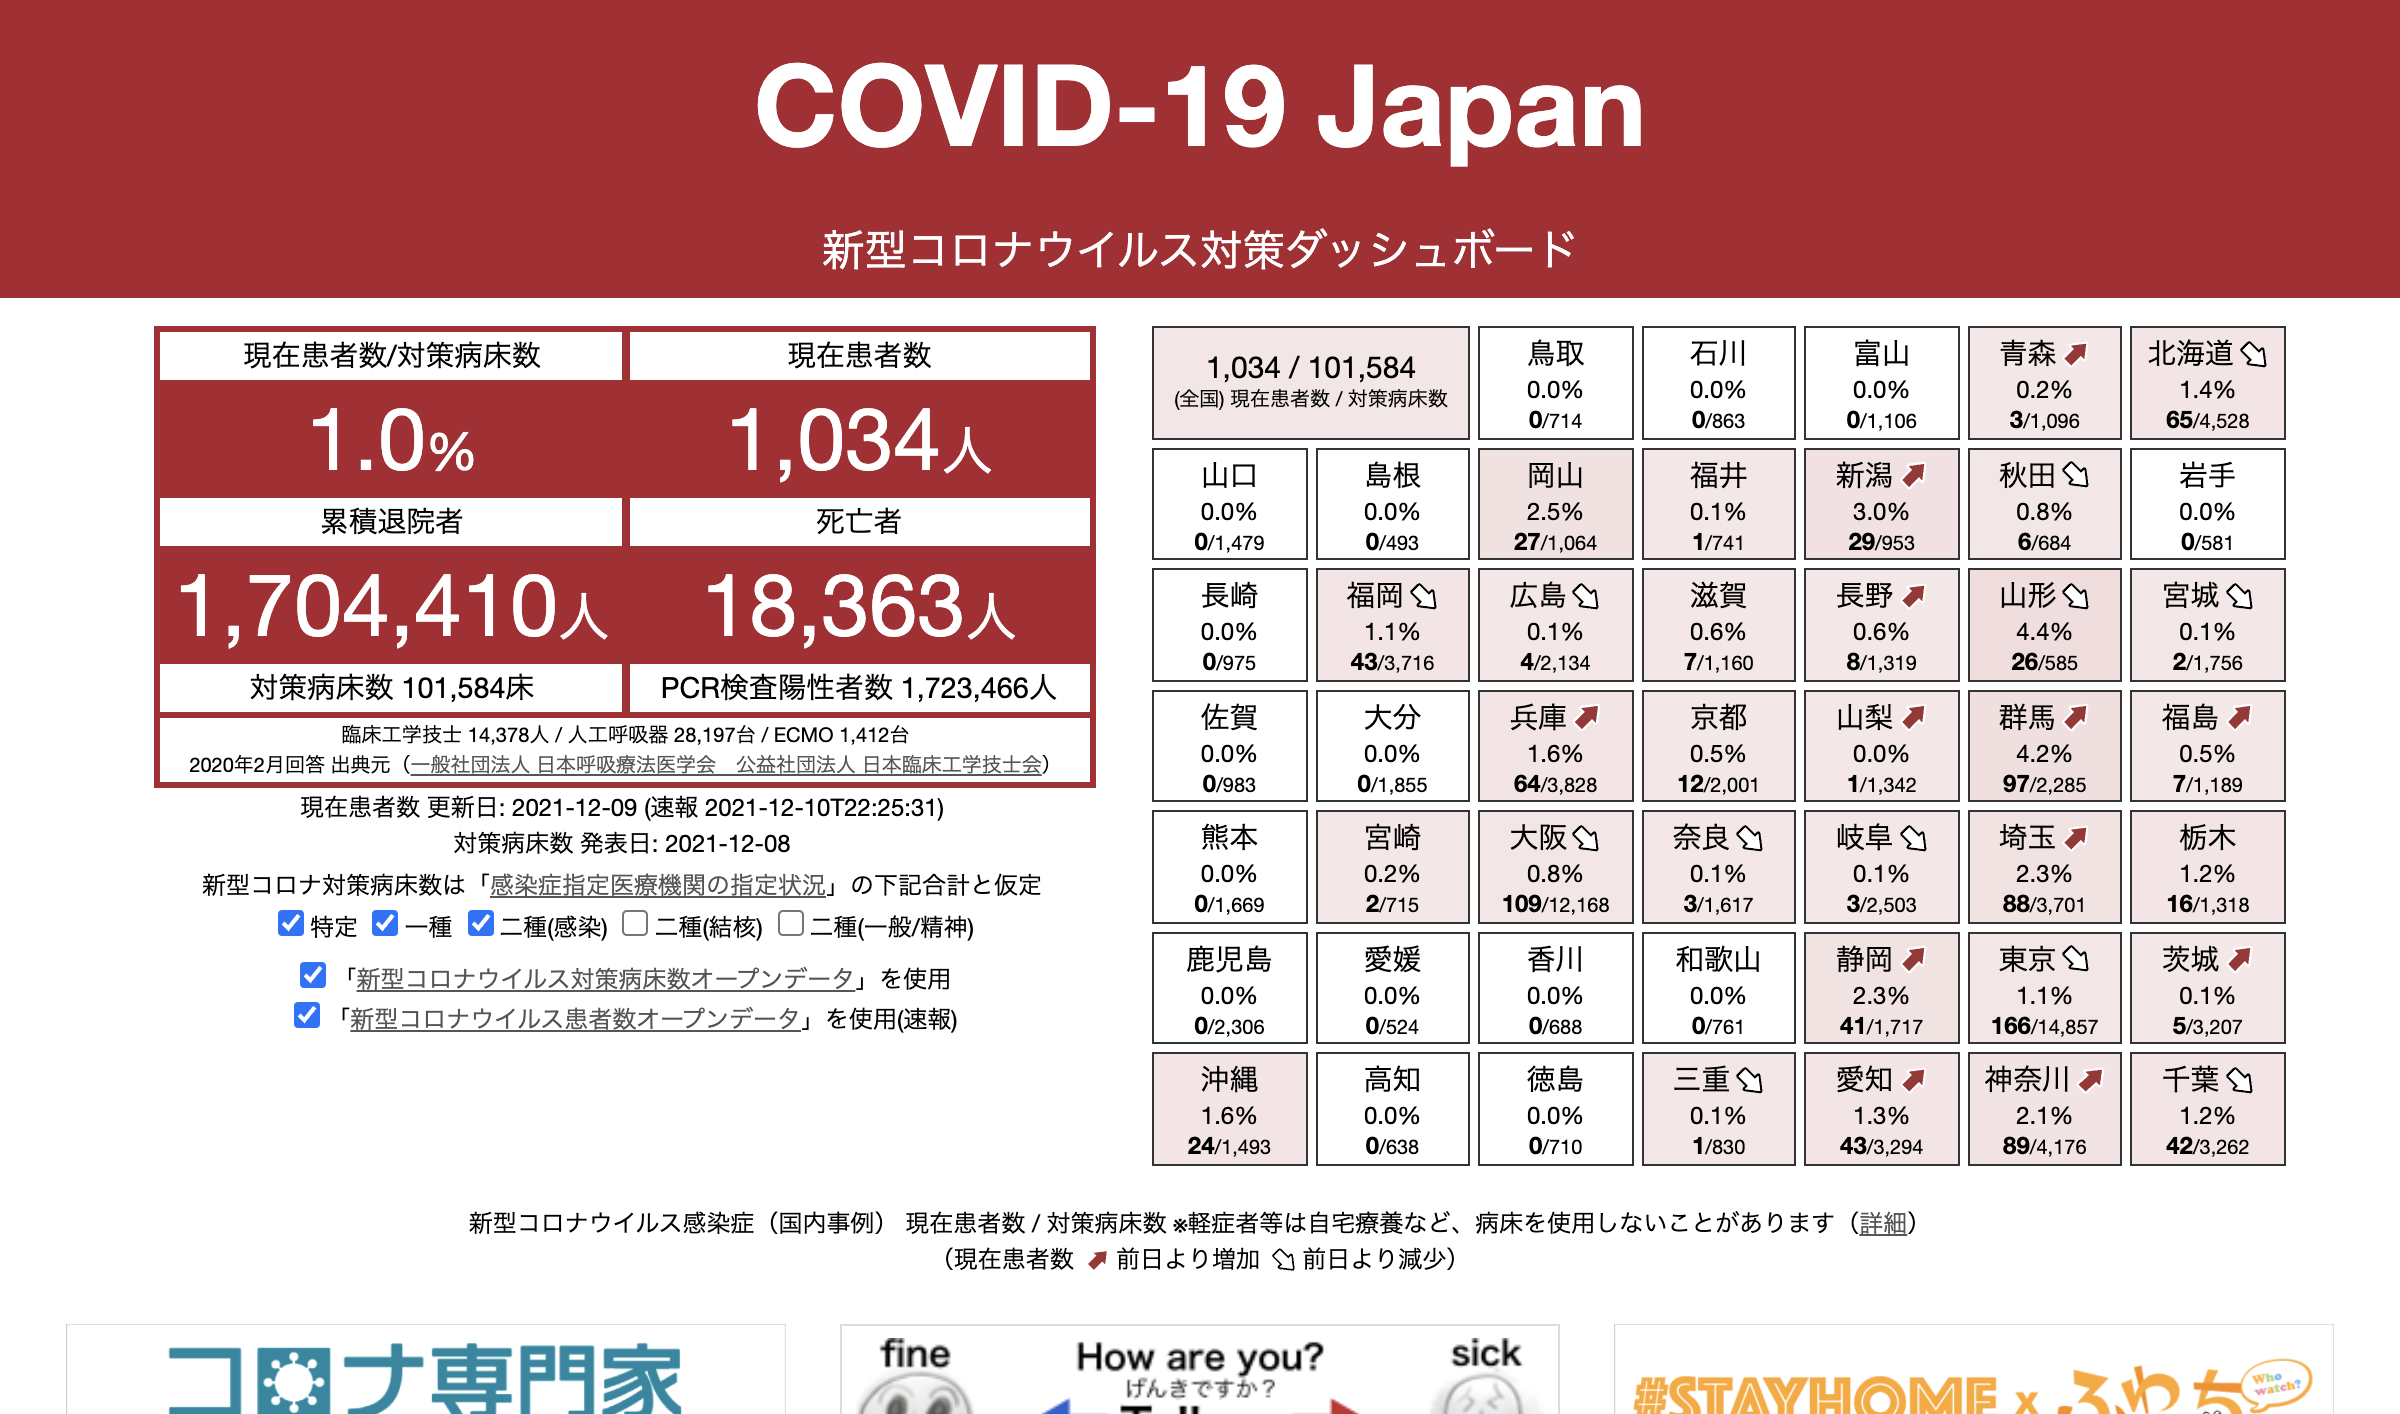 COVID-19 Japan
新型コロナウイルス対策ダッシュボード
現在患者数/対策病床数
現在患者数
1.0%
1,034人
累積退院者
死亡者
1,704,410人
18,363人
対策病床数 101,584床
PCR検査陽性者数 1,723,466人
臨床工学技士 14,378人 / 人工呼吸器 28,197台 / ECMO 1,412台
2020年2月回答 出典元（一般社団法人 日本呼吸療法医学会　公益社団法人 日本臨床工学技士会）
現在患者数 更新日: 2021-12-09 (速報 2021-12-10T22:25:31)
対策病床数 発表日: 2021-12-08
新型コロナ対策病床数は「感染症指定医療機関の指定状況」の下記合計と仮定
特定 一種 二種(感染) 二種(結核) 二種(一般/精神)
「新型コロナウイルス対策病床数オープンデータ」を使用
「新型コロナウイルス患者数オープンデータ」を使用(速報)
1,034 / 101,584
(全国) 現在患者数 / 対策病床数
鳥取
0.0%
0/714
石川
0.0%
0/863
富山
0.0%
0/1,106
青森
0.2%
3/1,096
北海道
1.4%
65/4,528
山口
0.0%
0/1,479
島根
0.0%
0/493
岡山
2.5%
27/1,064
福井
0.1%
1/741
新潟
3.0%
29/953
秋田
0.8%
6/684
岩手
0.0%
0/581
長崎
0.0%
0/975
福岡
1.1%
43/3,716
広島
0.1%
4/2,134
滋賀
0.6%
7/1,160
長野
0.6%
8/1,319
山形
4.4%
26/585
宮城
0.1%
2/1,756
佐賀
0.0%
0/983
大分
0.0%
0/1,855
兵庫
1.6%
64/3,828
京都
0.5%
12/2,001
山梨
0.0%
1/1,342
群馬
4.2%
97/2,285
福島
0.5%
7/1,189
熊本
0.0%
0/1,669
宮崎
0.2%
2/715
大阪
0.8%
109/12,168
奈良
0.1%
3/1,617
岐阜
0.1%
3/2,503
埼玉
2.3%
88/3,701
栃木
1.2%
16/1,318
鹿児島
0.0%
0/2,306
愛媛
0.0%
0/524
香川
0.0%
0/688
和歌山
0.0%
0/761
静岡
2.3%
41/1,717
東京
1.1%
166/14,857
茨城
0.1%
5/3,207
沖縄
1.6%
24/1,493
高知
0.0%
0/638
徳島
0.0%
0/710
三重
0.1%
1/830
愛知
1.3%
43/3,294
神奈川
2.1%
89/4,176
千葉
1.2%
42/3,262
新型コロナウイルス感染症（国内事例） 現在患者数 / 対策病床数 ※軽症者等は自宅療養など、病床を使用しないことがあります（詳細）
（現在患者数 前日より増加 前日より減少）
コロナ専門家
fine
How are you?
げんきですか？
sick
#STAYHOME x ふわち
Who watch?